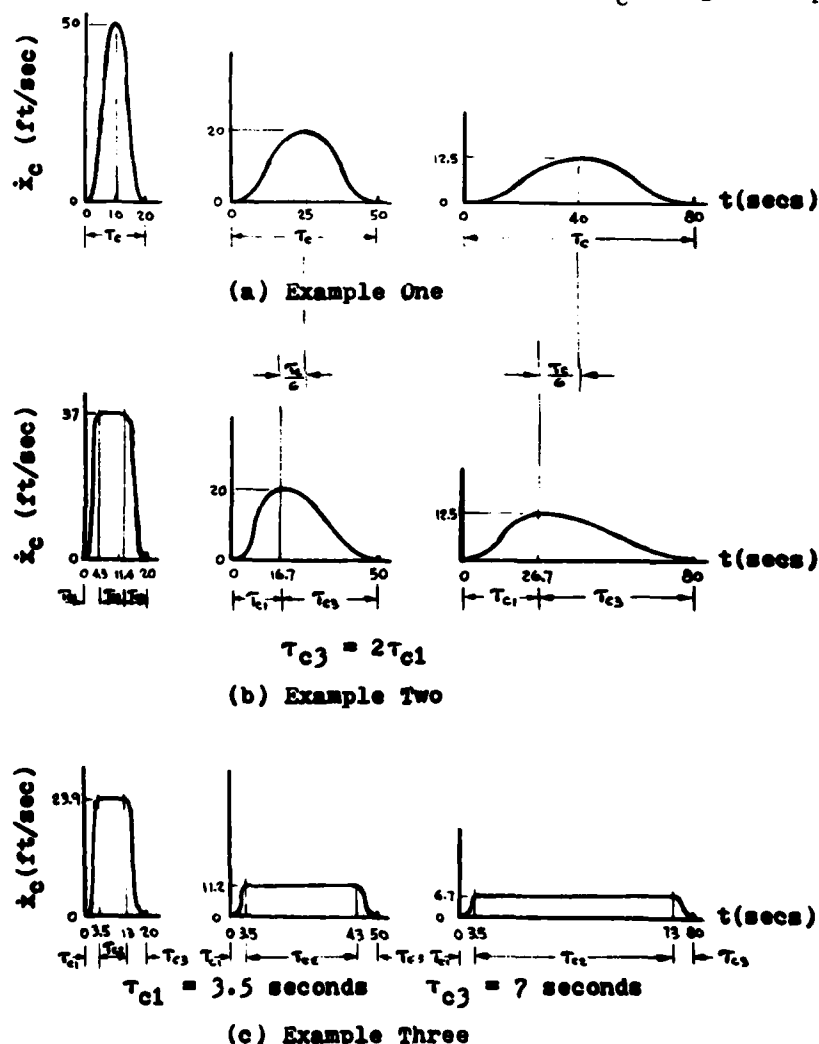 c
50
ẋc (ft/sec)
0
0 10 20
τc
20
0
0 25 50
τc
12.5
0
0 40 80
t(secs)
τc
(a) Example One
τc/6
τc/6
37
ẋc (ft/sec)
0
0 4.3 11.4 20
20
0
0 16.7 50
τc1 τc3
12.5
0
0 26.7 80
t(secs)
τc1 τc3
τc3 = 2τc1
(b) Example Two
23.9
ẋc (ft/sec)
0
0 3.5 13 20
τc1 τc2 τc3
11.2
0
0 3.5 43 50
τc1 τc2 τc3
6.7
0
0 3.5 73 80
t(secs)
τc1 τc2 τc3
τc1 = 3.5 seconds τc3 = 7 seconds
(c) Example Three